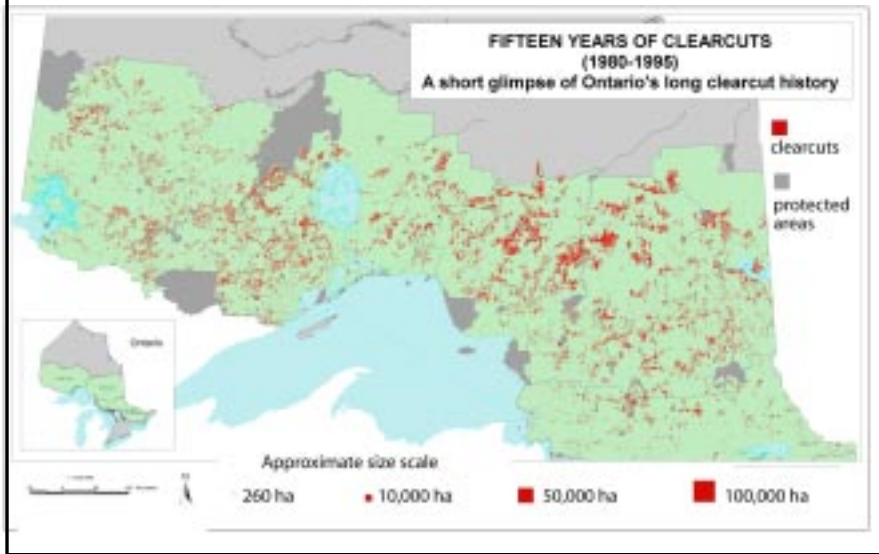 FIFTEEN YEARS OF CLEARCUTS
(1980-1995)
A short glimpse of Ontario's long clearcut history
clearcuts
protected
areas
Ontario
Approximate size scale
260 ha
10,000 ha
50,000 ha
100,000 ha